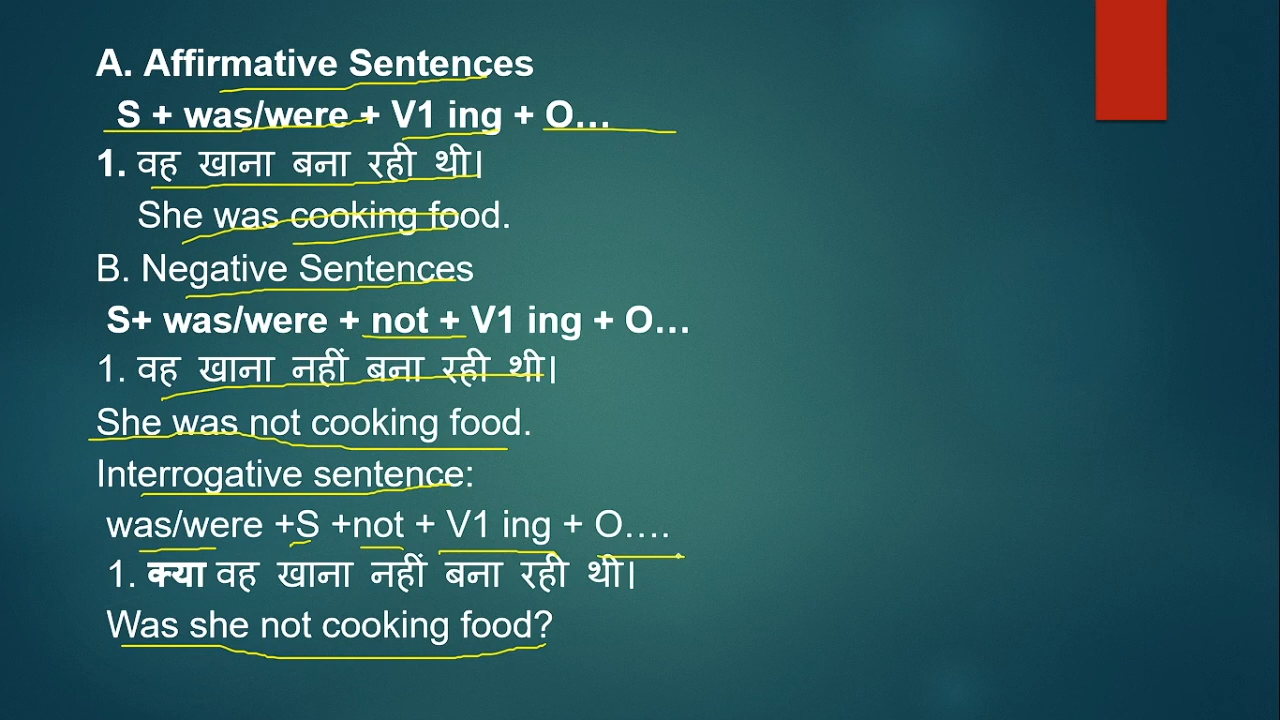 A. Affirmative Sentences
S + was/were + V1 ing + O...
1. वह खाना बना रही थी।
She was cooking food.
B. Negative Sentences
S+ was/were + not + V1 ing + O...
1. वह खाना नहीं बना रही थी।
She was not cooking food.
Interrogative sentence:
was/were +S +not + V1 ing + O....
1. क्या वह खाना नहीं बना रही थी।
Was she not cooking food?